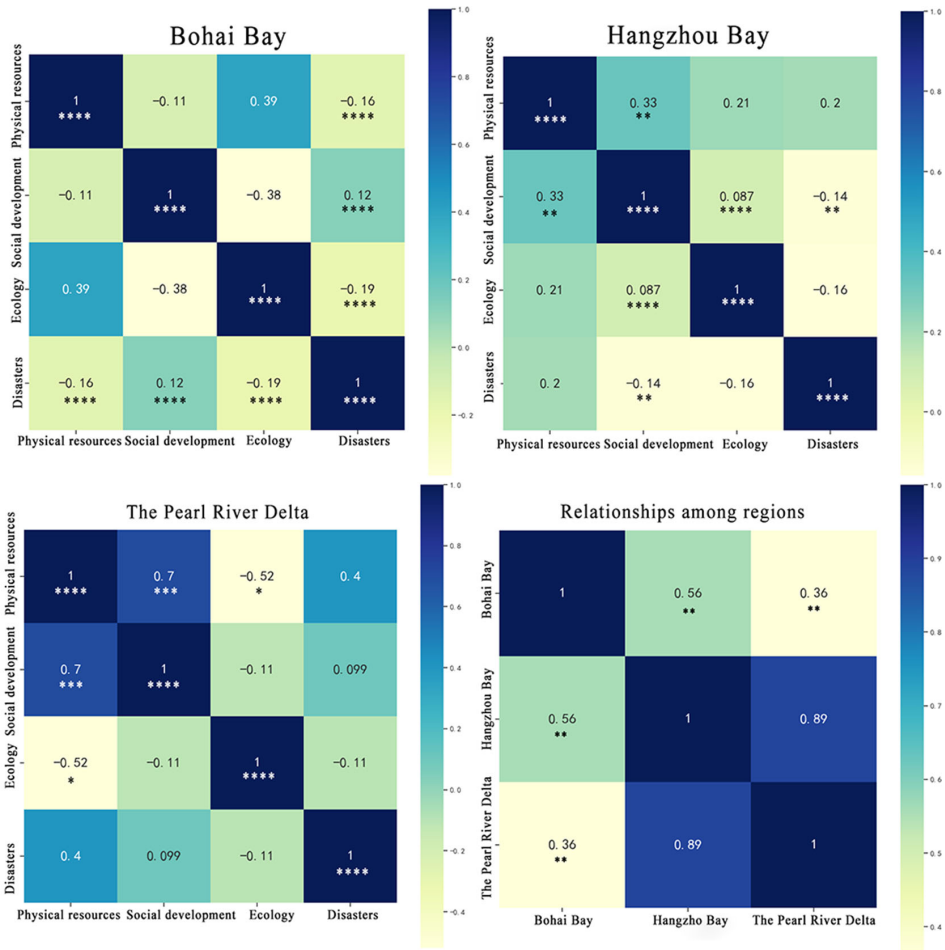 Bohai Bay
Physical resources
Social development
Ecology
Disasters
1 -0.11 0.39 -0.16
**** ****
-0.11 1 -0.38 0.12
**** ****
0.39 -0.38 1 -0.19
**** ****
-0.16 0.12 -0.19 1
**** **** **** ****
Physical resources Social development Ecology Disasters
1.0
0.8
0.6
0.4
0.2
0.0
-0.2
Hangzhou Bay
Physical resources
Social development
Ecology
Disasters
1 0.33 0.21 0.2
**** **
0.33 1 0.087 -0.14
** **** **** **
0.21 0.087 1 -0.16
**** ****
0.2 -0.14 -0.16 1
** ****
Physical resources Social development Ecology Disasters
1.0
0.8
0.6
0.4
0.2
0.0
The Pearl River Delta
Physical resources
Social development
Ecology
Disasters
1 0.7 -0.52 0.4
**** *** *
0.7 1 -0.11 0.099
*** ****
-0.52 -0.11 1 -0.11
* ****
0.4 0.099 -0.11 1
****
Physical resources Social development Ecology Disasters
1.0
0.8
0.6
0.4
0.2
0.0
-0.2
-0.4
Relationships among regions
Bohai Bay
Hangzhou Bay
The Pearl River Delta
1 0.56 0.36
** **
0.56 1 0.89
**
0.36 0.89 1
**
Bohai Bay Hangzho Bay The Pearl River Delta
1.0
0.9
0.8
0.7
0.6
0.5
0.4